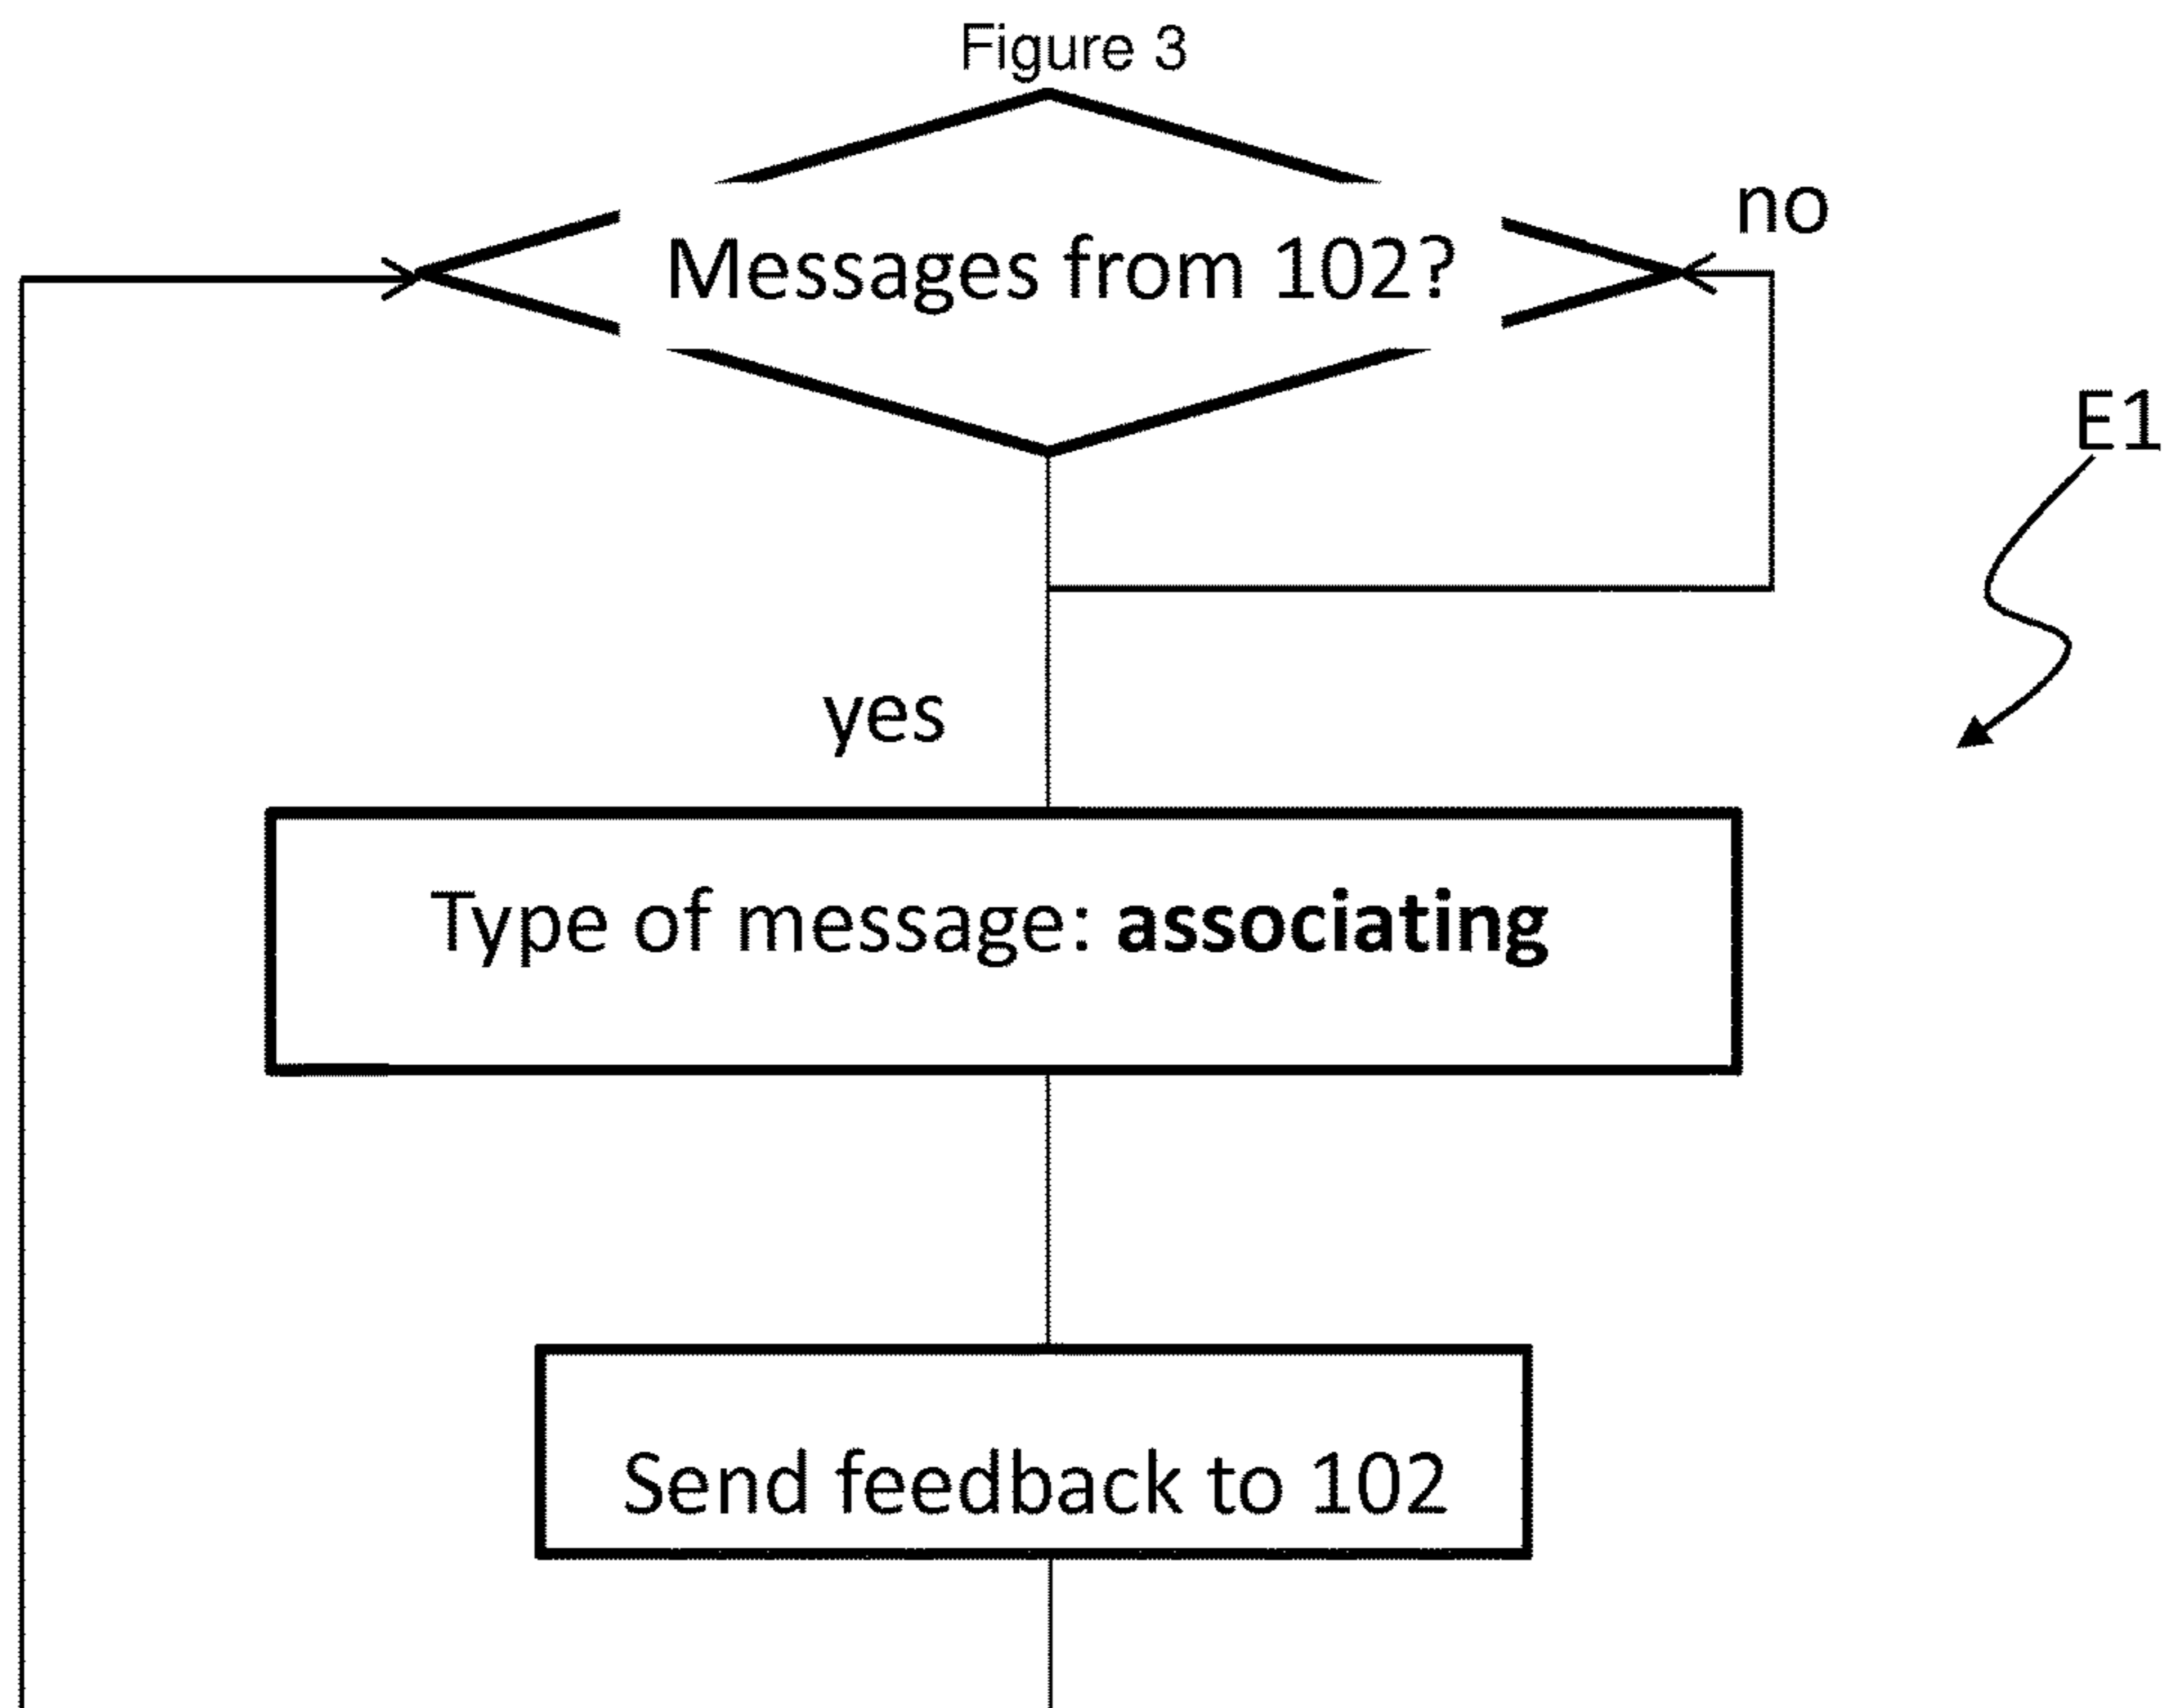 Figure 3
Messages from 102?
no
E1
yes
Type of message: associating
Send feedback to 102